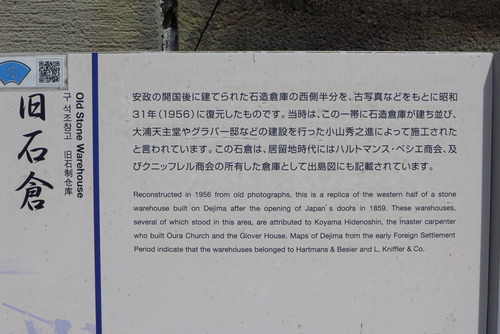 旧石倉
Old Stone Warehouse
구 석조창고 旧石制仓库
安政の開国後に建てられた石造倉庫の西側半分を、古写真などをもとに昭和
31年（1956）に復元したものです。当時は、この一帯に石造倉庫が建ち並び、
大浦天主堂やグラバー邸などの建設を行った小山秀之進によって施工された
と言われています。この石倉は、居留地時代にはハルトマンス・ベシエ商会、及
びクニッフレル商会の所有した倉庫として出島図にも記載されています。
Reconstructed in 1956 from old photographs, this is a replica of the western half of a stone
warehouse built on Dejima after the opening of Japan's doors in 1859. These warehouses,
several of which stood in this area, are attributed to Koyama Hidenoshin, the master carpenter
who built Oura Church and the Glover House. Maps of Dejima from the early Foreign Settlement
Period indicate that the warehouses belonged to Hartmans & Besier and L. Kniffler & Co.